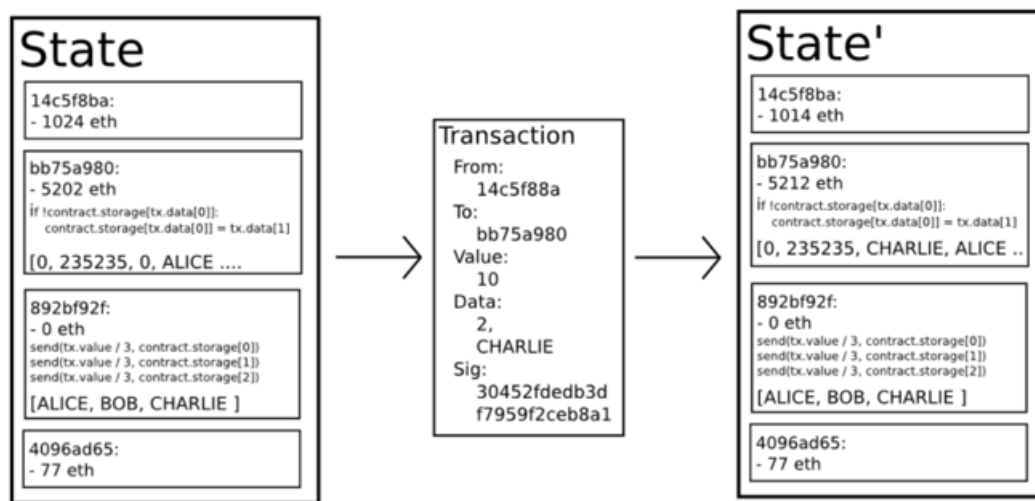 State
14c5f8ba:
- 1024 eth
bb75a980:
- 5202 eth
if !contract.storage[tx.data[0]]:
contract.storage[tx.data[0]] = tx.data[1]
[0, 235235, 0, ALICE ....
892bf92f:
- 0 eth
send(tx.value / 3, contract.storage[0])
send(tx.value / 3, contract.storage[1])
send(tx.value / 3, contract.storage[2])
[ALICE, BOB, CHARLIE ]
4096ad65:
- 77 eth
Transaction
From:
14c5f88a
To:
bb75a980
Value:
10
Data:
2,
CHARLIE
Sig:
30452fdedb3d
f7959f2ceb8a1
State'
14c5f8ba:
- 1014 eth
bb75a980:
- 5212 eth
if !contract.storage[tx.data[0]]:
contract.storage[tx.data[0]] = tx.data[1]
[0, 235235, CHARLIE, ALICE ..
892bf92f:
- 0 eth
send(tx.value / 3, contract.storage[0])
send(tx.value / 3, contract.storage[1])
send(tx.value / 3, contract.storage[2])
[ALICE, BOB, CHARLIE ]
4096ad65:
- 77 eth